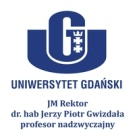 UNIWERSYTET GDAŃSKI
JM Rektor
dr. hab Jerzy Piotr Gwizdała
profesor nadzwyczajny